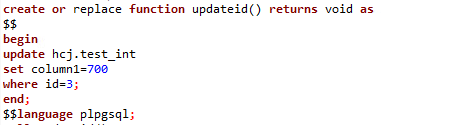 create or replace function updateid() returns void as
$$
begin
update hcj.test_int
set column1=700
where id=3;
end;
$$language plpgsql;